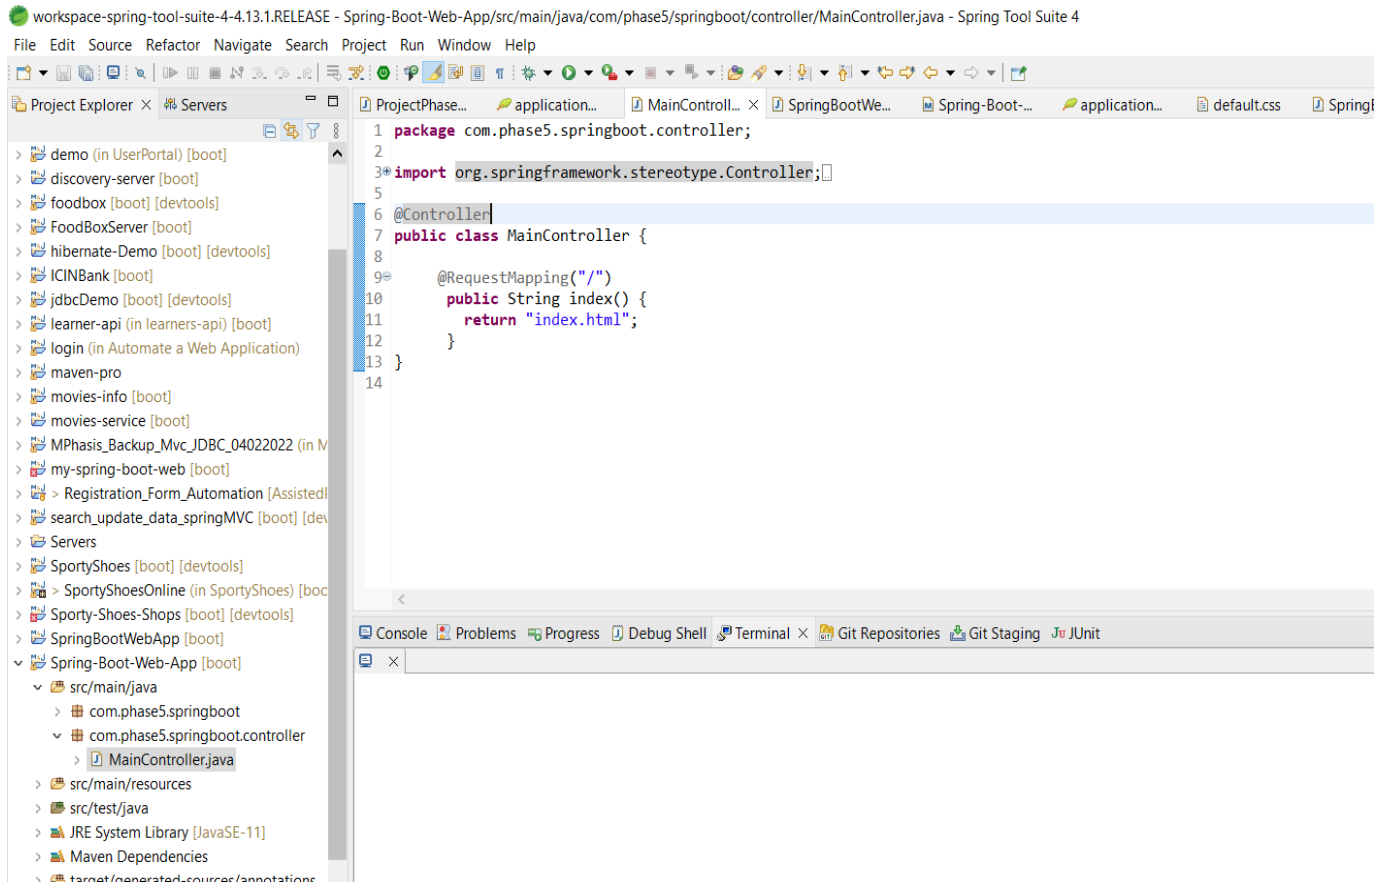 workspace-spring-tool-suite-4-4.13.1.RELEASE - Spring-Boot-Web-App/src/main/java/com/phase5/springboot/controller/MainController.java - Spring Tool Suite 4
File Edit Source Refactor Navigate Search Project Run Window Help
Project Explorer Servers
demo (in UserPortal) [boot]
discovery-server [boot]
foodbox [boot] [devtools]
FoodBoxServer [boot]
hibernate-Demo [boot] [devtools]
ICINBank [boot]
jdbcDemo [boot] [devtools]
learner-api (in learners-api) [boot]
login (in Automate a Web Application)
maven-pro
movies-info [boot]
movies-service [boot]
MPhasis_Backup_Mvc_JDBC_04022022 (in M
my-spring-boot-web [boot]
> Registration_Form_Automation [Assisted
search_update_data_springMVC [boot] [dev
Servers
SportyShoes [boot] [devtools]
> SportyShoesOnline (in SportyShoes) [boo
Sporty-Shoes-Shops [boot] [devtools]
SpringBootWebApp [boot]
Spring-Boot-Web-App [boot]
src/main/java
com.phase5.springboot
com.phase5.springboot.controller
MainController.java
src/main/resources
src/test/java
JRE System Library [JavaSE-11]
Maven Dependencies
target/generated-sources/annotations
ProjectPhase... application... MainControll... SpringBootWe... Spring-Boot-... application... default.css Spring
1 package com.phase5.springboot.controller;
2
3 import org.springframework.stereotype.Controller;
5
6 @Controller
7 public class MainController {
8
9 @RequestMapping("/")
10 public String index() {
11 return "index.html";
12 }
13 }
14
Console Problems Progress Debug Shell Terminal Git Repositories Git Staging JUnit